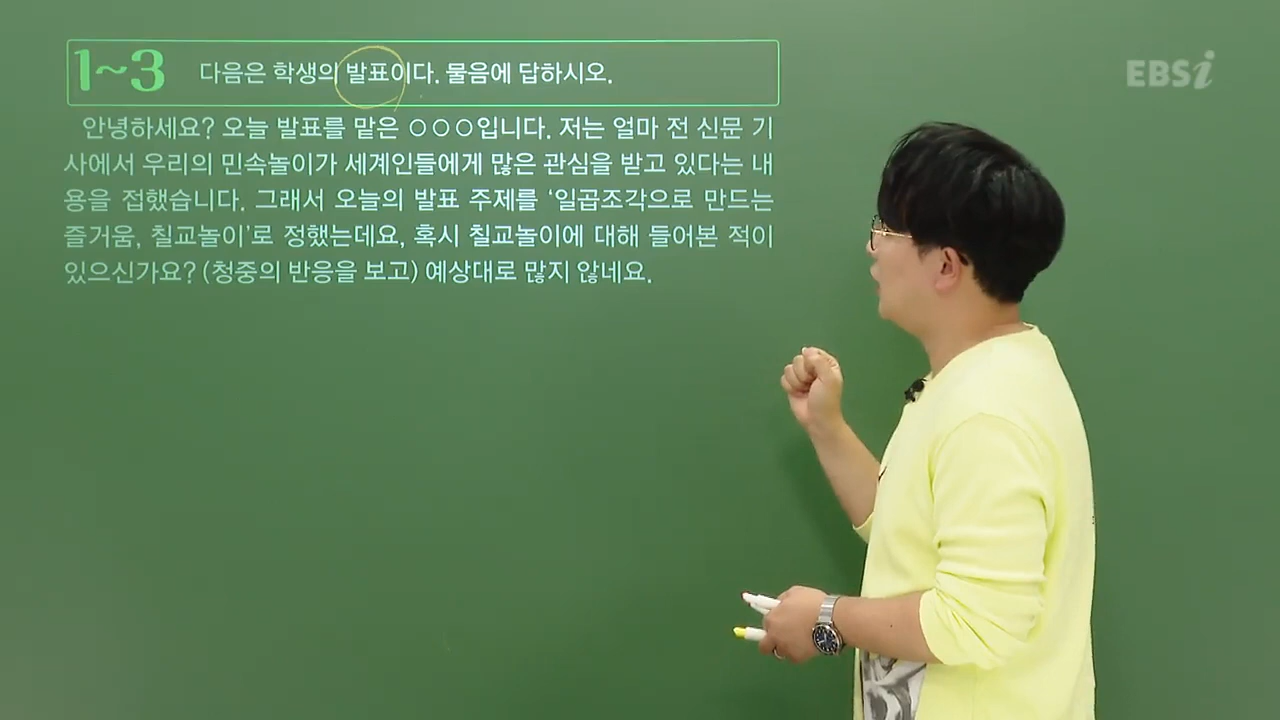 1~3 다음은 학생의 발표이다. 물음에 답하시오.
EBSi
안녕하세요? 오늘 발표를 맡은 ○○○입니다. 저는 얼마 전 신문 기
사에서 우리의 민속놀이가 세계인들에게 많은 관심을 받고 있다는 내
용을 접했습니다. 그래서 오늘의 발표 주제를 ‘일곱조각으로 만드는
즐거움, 칠교놀이’로 정했는데요, 혹시 칠교놀이에 대해 들어본 적이
있으신가요? (청중의 반응을 보고) 예상대로 많지 않네요.